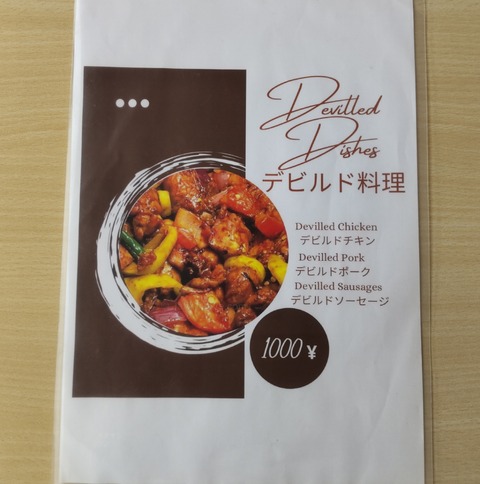 Devilled
Dishes
デビルド料理
Devilled Chicken
デビルドチキン
Devilled Pork
デビルドポーク
Devilled Sausages
デビルドソーセージ
1000 ¥